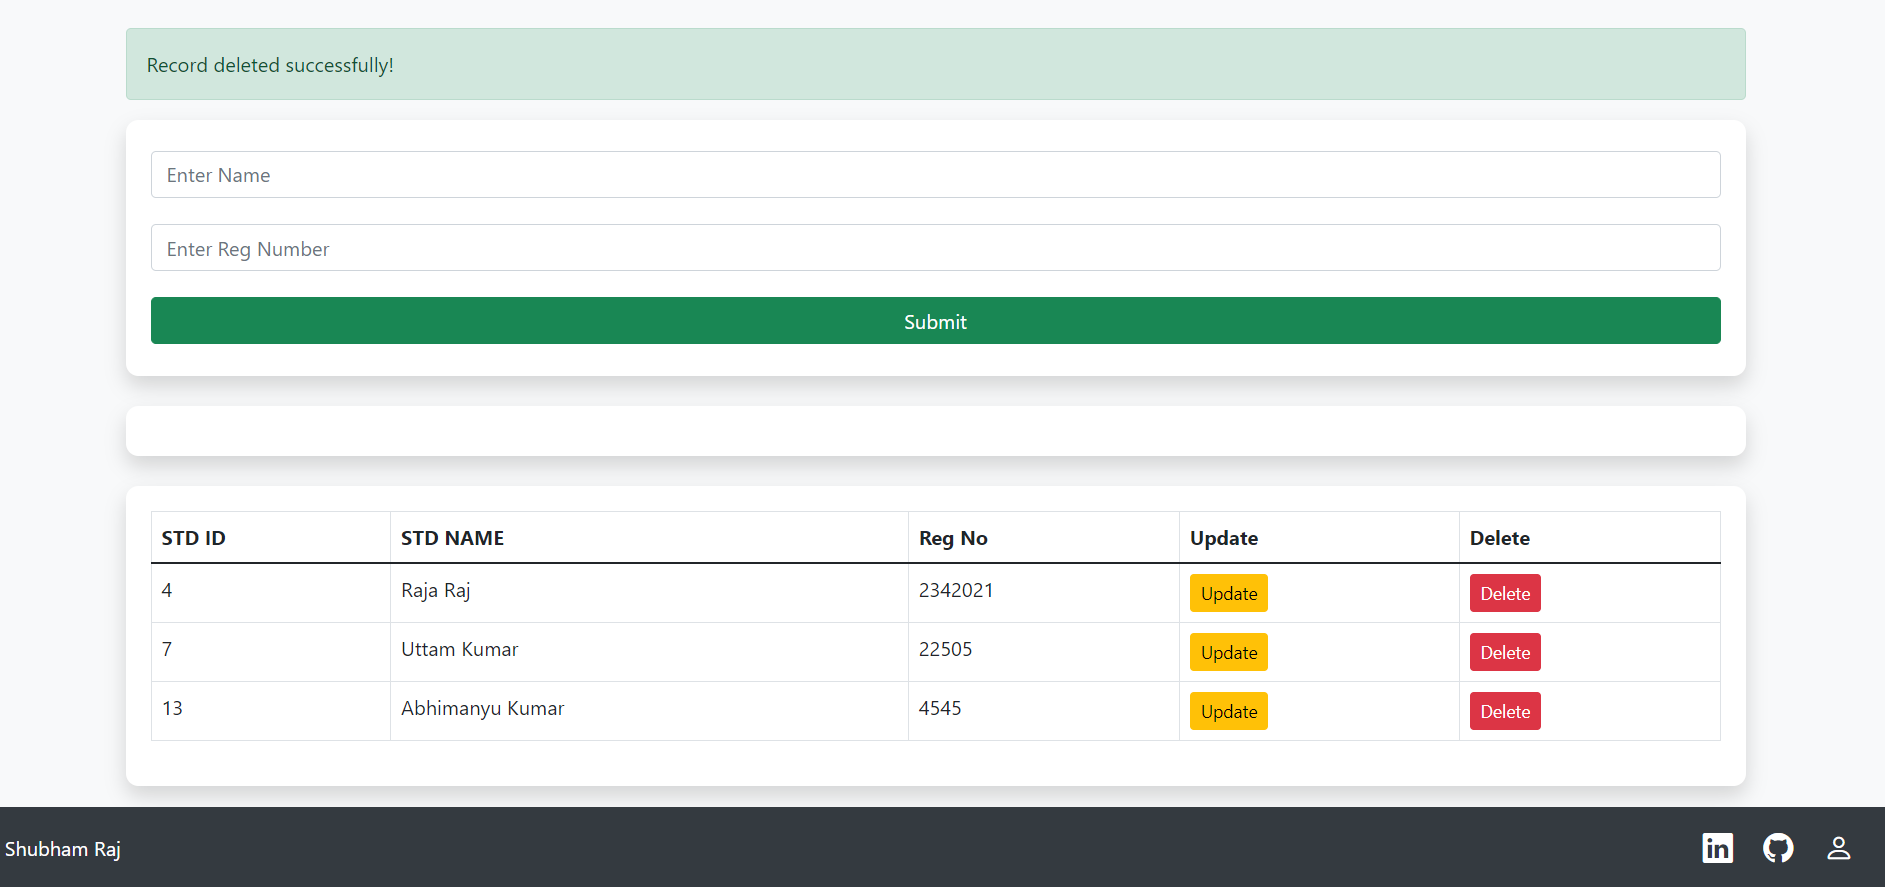 Record deleted successfully!
Enter Name
Enter Reg Number
Submit
STD ID STD NAME Reg No Update Delete
4 Raja Raj 2342021 Update Delete
7 Uttam Kumar 22505 Update Delete
13 Abhimanyu Kumar 4545 Update Delete
Shubham Raj in